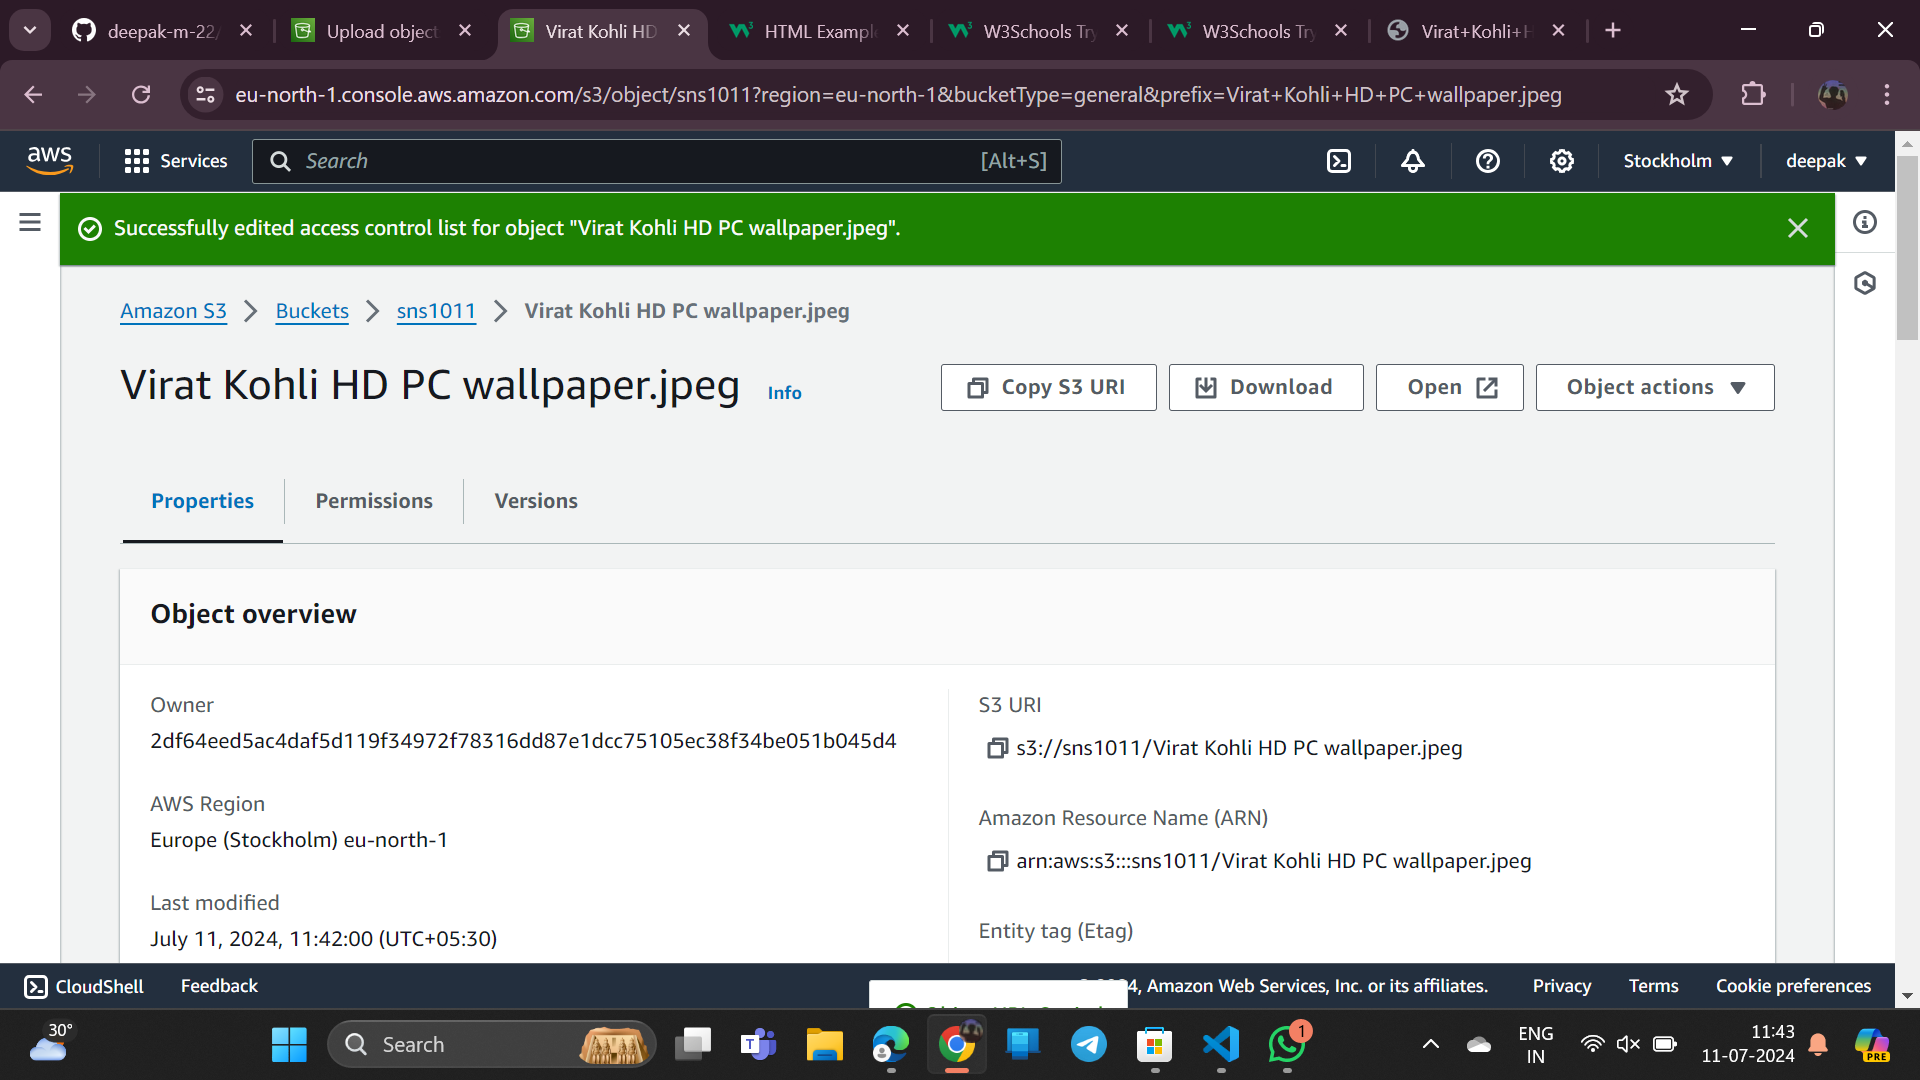 deepak-m-22/
Upload object
Virat Kohli HD
HTML Example
W3Schools Try
W3Schools Try
Virat+Kohli+H
eu-north-1.console.aws.amazon.com/s3/object/sns1011?region=eu-north-1&bucketType=general&prefix=Virat+Kohli+HD+PC+wallpaper.jpeg
aws
Services
Search
[Alt+S]
Stockholm
deepak
Successfully edited access control list for object "Virat Kohli HD PC wallpaper.jpeg".
Amazon S3
Buckets
sns1011
Virat Kohli HD PC wallpaper.jpeg
Virat Kohli HD PC wallpaper.jpeg
Info
Copy S3 URI
Download
Open
Object actions
Properties
Permissions
Versions
Object overview
Owner
2df64eed5ac4daf5d119f34972f78316dd87e1dcc75105ec38f34be051b045d4
AWS Region
Europe (Stockholm) eu-north-1
Last modified
July 11, 2024, 11:42:00 (UTC+05:30)
S3 URI
s3://sns1011/Virat Kohli HD PC wallpaper.jpeg
Amazon Resource Name (ARN)
arn:aws:s3:::sns1011/Virat Kohli HD PC wallpaper.jpeg
Entity tag (Etag)
CloudShell
Feedback
4, Amazon Web Services, Inc. or its affiliates.
Privacy
Terms
Cookie preferences
30°
Search
1
ENG
IN
11:43
11-07-2024
PRE